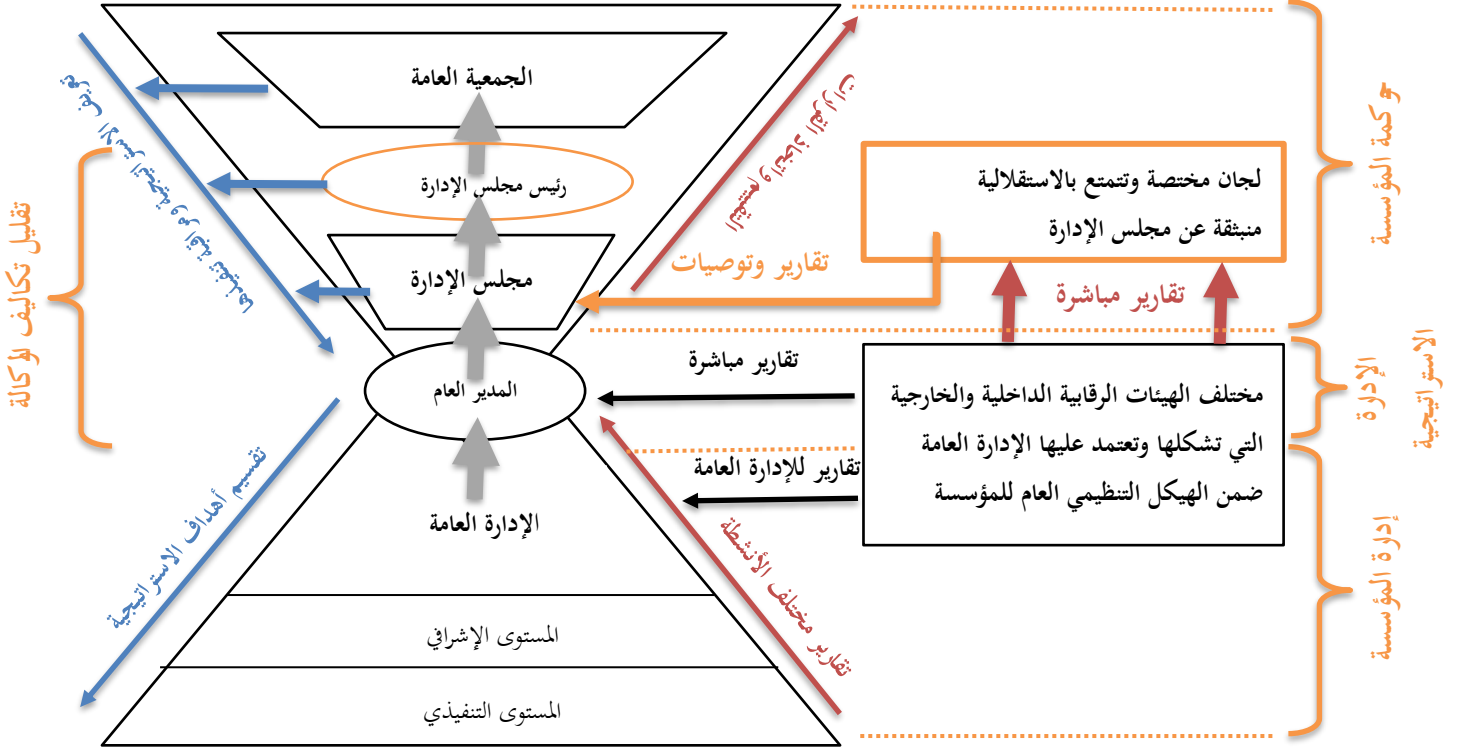 الجمعية العامة
رئيس مجلس الإدارة
مجلس الإدارة
المدير العام
الإدارة العامة
المستوى الإشرافي
المستوى التنفيذي
التقييم واتخاذ القرارات
لجان مختصة وتتمتع بالاستقلالية
منبثقة عن مجلس الإدارة
تقارير وتوصيات
تقارير مباشرة
مختلف الهيئات الرقابية الداخلية والخارجية
التي تشكلها وتعتمد عليها الإدارة العامة
ضمن الهيكل التنظيمي العام للمؤسسة
تقارير مباشرة
تقارير للإدارة العامة
تقارير مختلف الأنشطة
حوكمة المؤسسة
الإدارة
الاستراتيجية
إدارة المؤسسة
تقليل تكاليف الوكالة
تقسيم أهداف الاستراتيجية